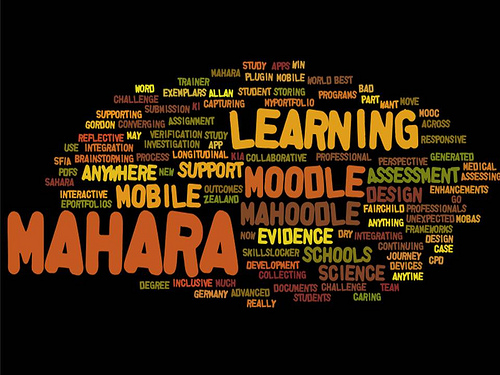 STUDY APPS WIN
MAHARA PLUGIN MOBILE WORLD BEST
TRAINER
WORD EXEMPLARS ALLAN STUDENT STORING PROGRAMS BAD
CHALLENGE SUBMISSION KI CAPTURING MYPORTFOLIO PART WANT MOVE
SUPPORTING LEARNING MOOC
GORDON CONVERGING ASSIGNMENT ACROSS
REFLECTIVE MAY VERIFICATION STUDY RESPONSIVE
USE INTEGRATION INVESTIGATION APP
SFIA BRAINSTORMING PROCESS LONGITUDINAL KIA COLLABORATIVE PROFESSIONAL PERSPECTIVE GENERATED
PDFS ANYWHERE NEW SUPPORT MOODLE ASSESSMENT MEDICAL
SAHARA ASSESSING
INTERACTIVE MOBILE OUTCOMES DESIGN ENHANCEMENTS
EPORTFOLIOS ZEALAND MAHOODLE FAIRCHILD PROFESSIONALS GO
MAHARA ANYTHING UNEXPECTED MOBAS
NOW EVIDENCE DRY INTEGRATING FRAMEWORKS
SKILLSLOCKER SCHOOLS CONTINUING DESIGN
JOURNEY CASE
DEVELOPMENT SCIENCE DEVICES CPD
COLLECTING ANYTIME
DEGREE INCLUSIVE MUCH DOCUMENTS CHALLENGE TEAM
GERMANY ADVANCED STUDENTS CARING
REALLY